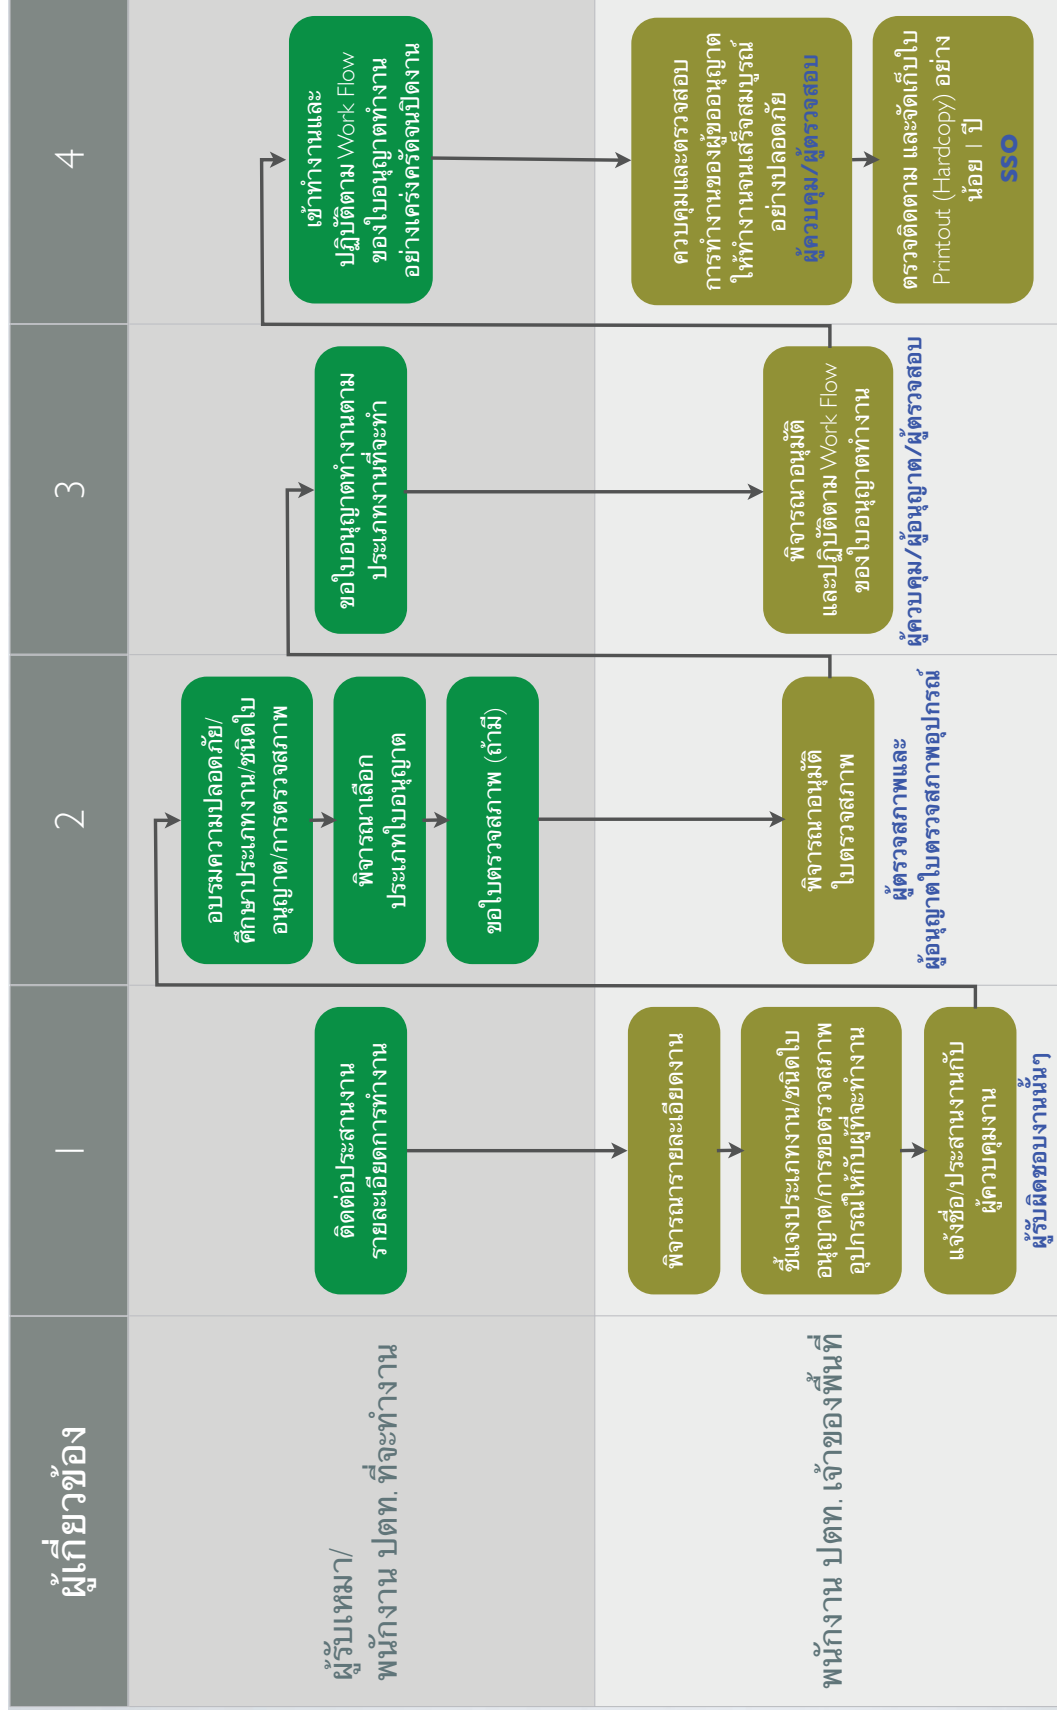 ผู้เกี่ยวข้อง
1
2
3
4
ผู้รับเหมา/
พนักงาน ปตท. ที่จะทำงาน
ติดต่อประสานงาน
รายละเอียดการทำงาน
อบรมความปลอดภัย/
ศึกษาประเภทงาน/ชนิดใบ
อนุญาต/การตรวจสภาพ
พิจารณาเลือก
ประเภทใบอนุญาต
ขอใบตรวจสภาพ (ถ้ามี)
ขอใบอนุญาตทำงานตาม
ประเภทงานที่จะทำ
เข้าทำงานและ
ปฏิบัติตาม Work Flow
ของใบอนุญาตทำงาน
อย่างเคร่งครัดจนปิดงาน
พนักงาน ปตท. เจ้าของพื้นที่
พิจารณารายละเอียดงาน
ชี้แจงประเภทงาน/ชนิดใบ
อนุญาต/การขอตรวจสภาพ
อุปกรณ์ให้กับผู้ที่จะทำงาน
แจ้งชื่อ/ประสานงานกับ
ผู้ควบคุมงาน
ผู้รับผิดชอบงานนั้นๆ
พิจารณาอนุมัติ
ใบตรวจสภาพ
ผู้ตรวจสภาพและ
ผู้อนุญาตใบตรวจสภาพอุปกรณ์
พิจารณาอนุมัติ
และปฏิบัติตาม Work Flow
ของใบอนุญาตทำงาน
ผู้ควบคุม/ผู้อนุญาต/ผู้ตรวจสอบ
ควบคุมและตรวจสอบ
การทำงานของผู้ขออนุญาต
ให้ทำงานจนเสร็จสมบูรณ์
อย่างปลอดภัย
ผู้ควบคุม/ผู้ตรวจสอบ
ตรวจติดตาม และจัดเก็บใบ
Printout (Hardcopy) อย่าง
น้อย 1 ปี
SSO